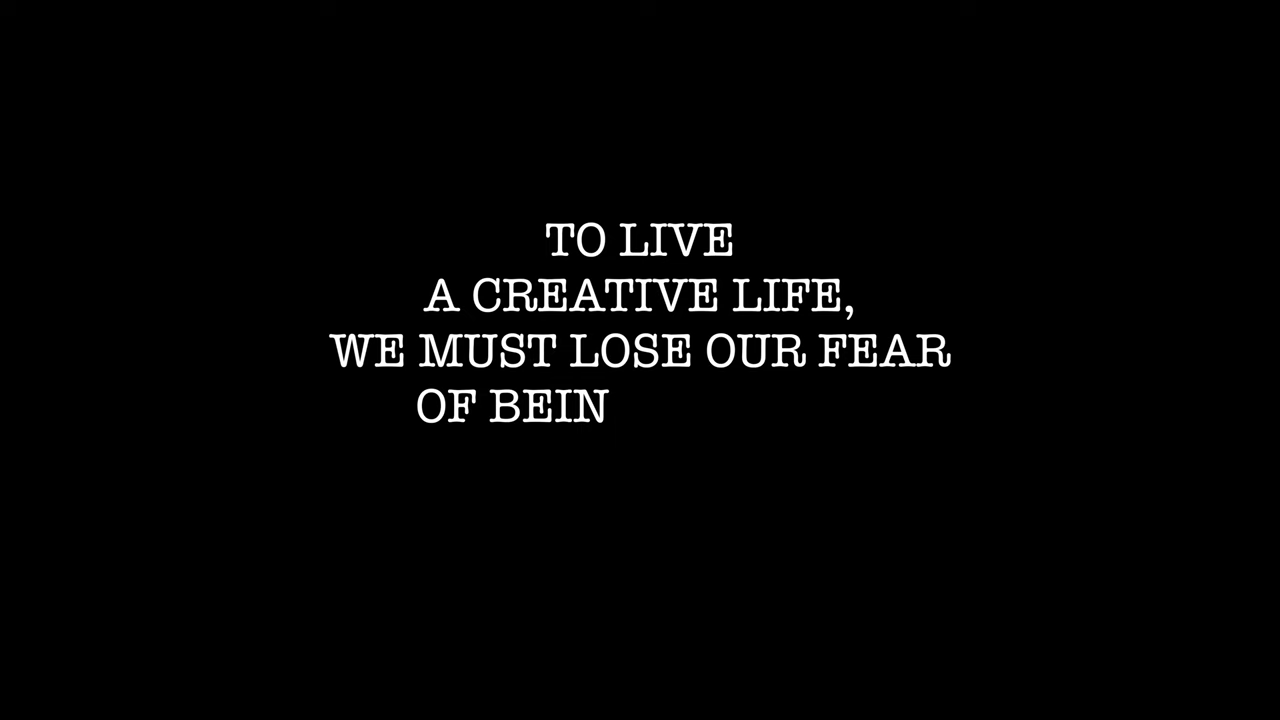 TO LIVE
A CREATIVE LIFE,
WE MUST LOSE OUR FEAR
OF BEIN